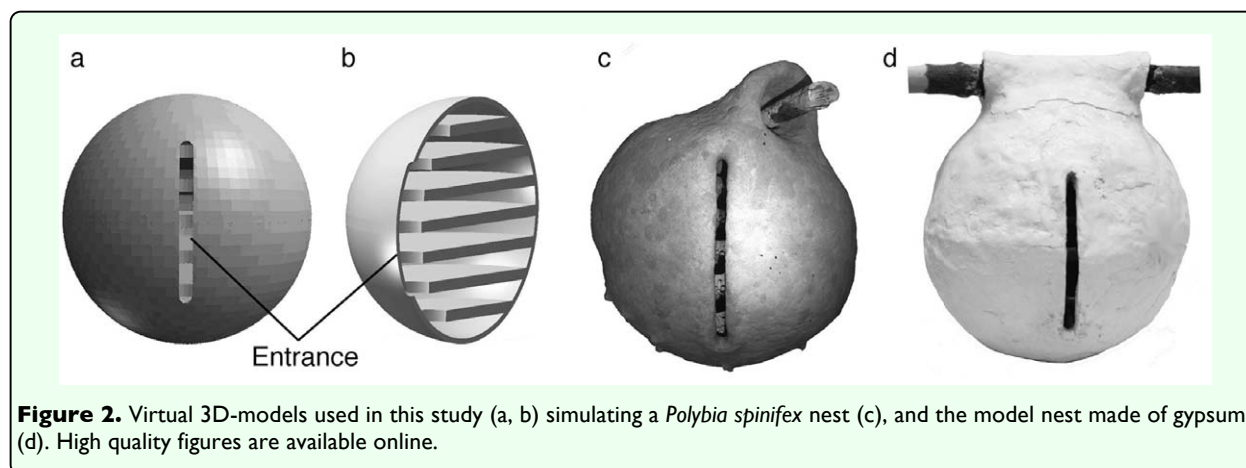 a
b
c
d
Entrance
Figure 2. Virtual 3D-models used in this study (a, b) simulating a Polybia spinifex nest (c), and the model nest made of gypsum
(d). High quality figures are available online.